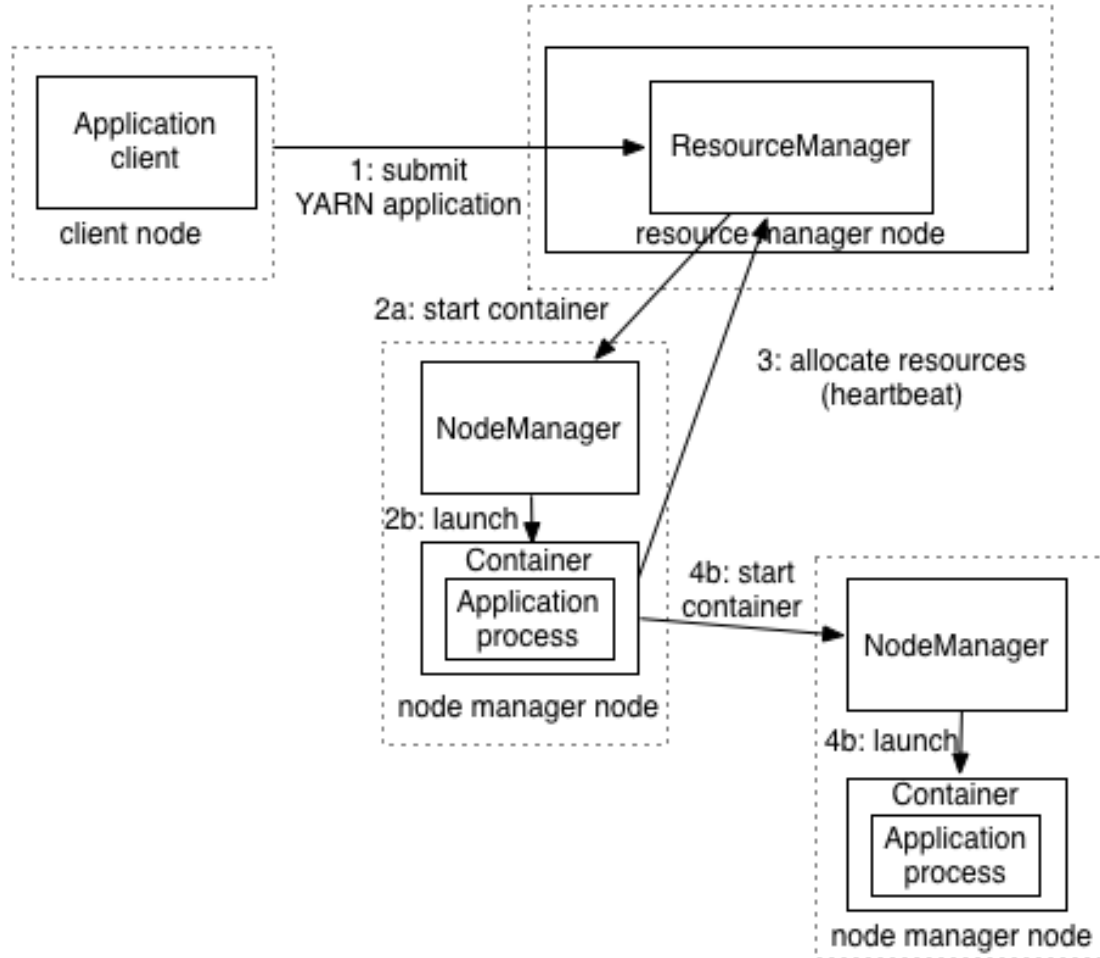 Application
client
client node
1: submit
YARN application
ResourceManager
resource manager node
2a: start container
3: allocate resources
(heartbeat)
NodeManager
2b: launch
Container
Application
process
node manager node
4b: start
container
NodeManager
4b: launch
Container
Application
process
node manager node